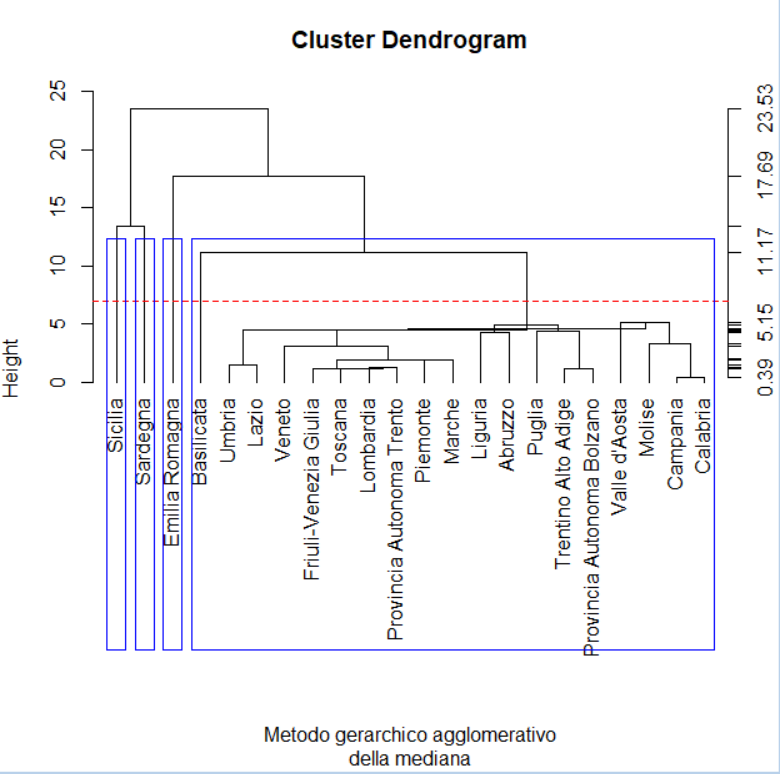 Cluster Dendrogram
Height
25
20
15
10
5
0
23.53
17.69
11.17
5.15
0.39
Sicilia
Sardegna
Emilia Romagna
Basilicata
Umbria
Lazio
Veneto
Friuli-Venezia Giulia
Toscana
Lombardia
Provincia Autonoma Trento
Piemonte
Marche
Liguria
Abruzzo
Puglia
Trentino Alto Adige
Provincia Autonoma Bolzano
Valle d'Aosta
Molise
Campania
Calabria
Metodo gerarchico agglomerativo
della mediana